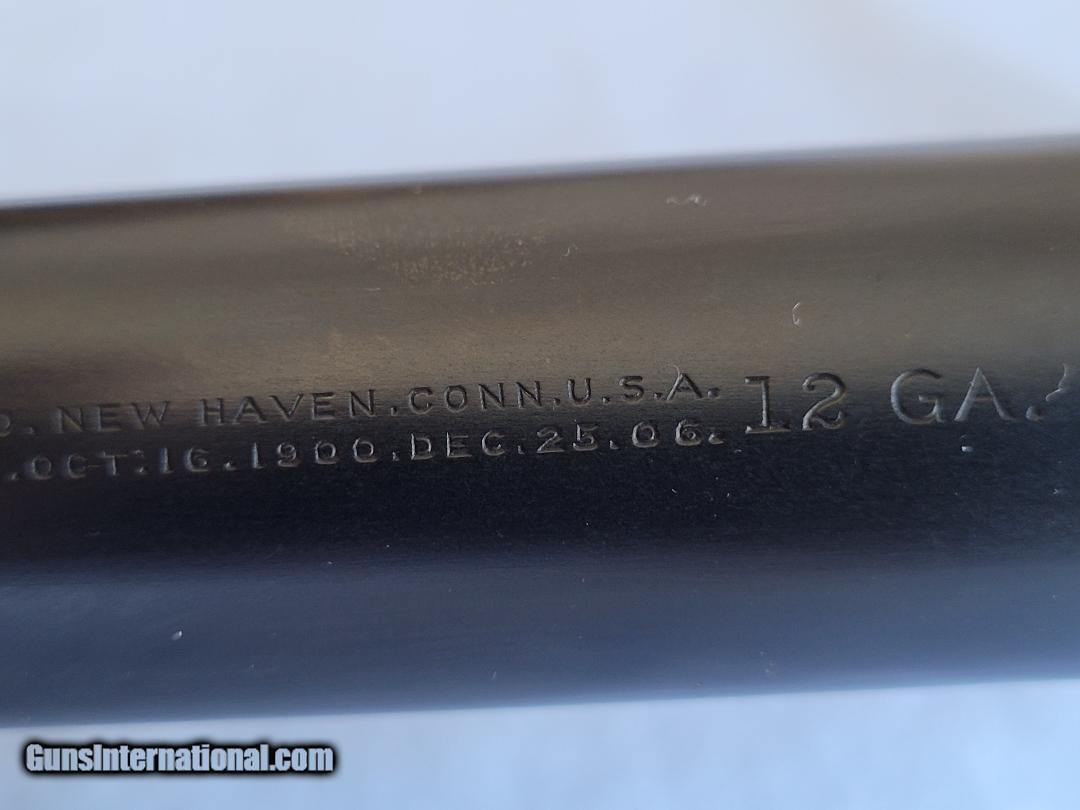 . NEW HAVEN. CONN. U.S.A. 12 GA.
.OCT.16.1900.DEC.25.06.
GunsInternational.com